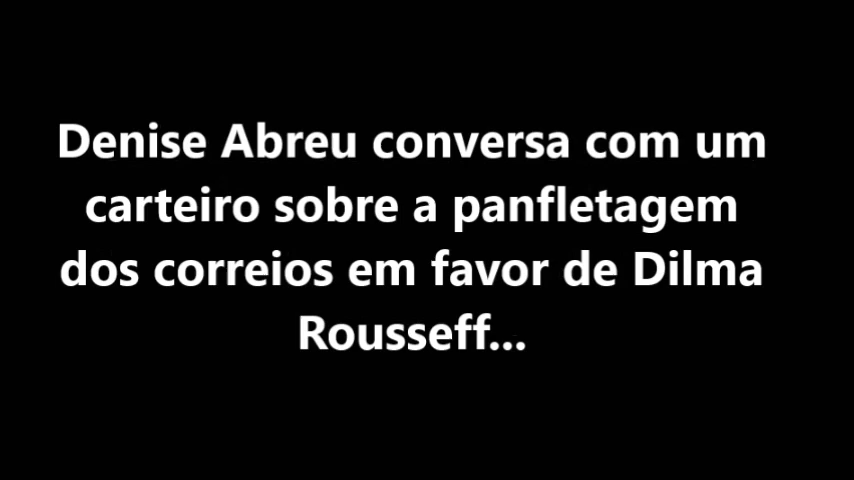 Denise Abreu conversa com um
carteiro sobre a panfletagem
dos correios em favor de Dilma
Rousseff...